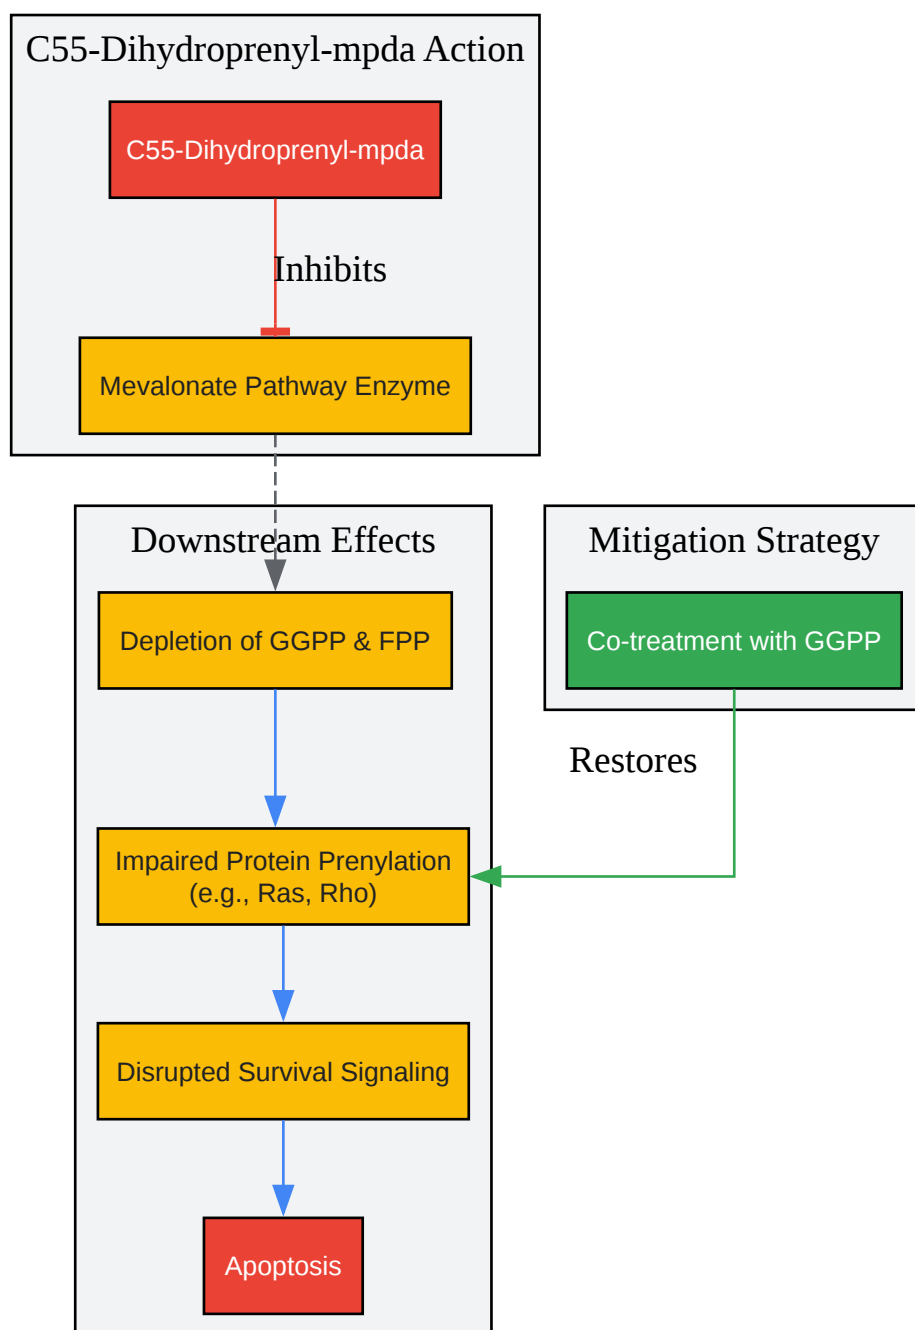 C55-Dihydroprenyl-mpda Action
C55-Dihydroprenyl-mpda
Inhibits
Mevalonate Pathway Enzyme
Downstream Effects
Depletion of GGPP & FPP
Mitigation Strategy
Co-treatment with GGPP
Restores
Impaired Protein Prenylation
(e.g., Ras, Rho)
Disrupted Survival Signaling
Apoptosis